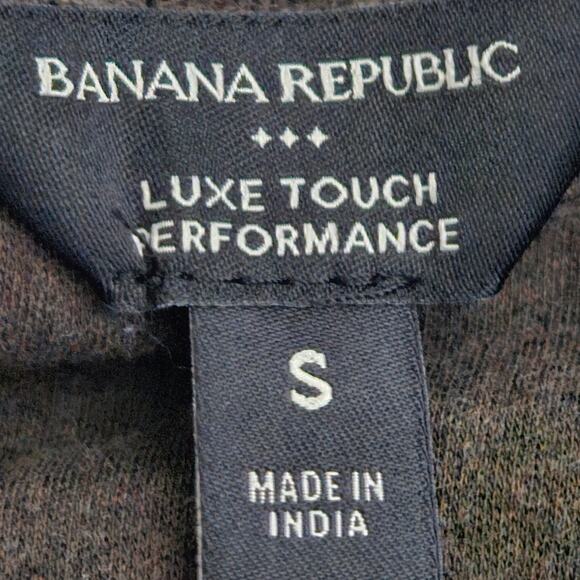 BANANA REPUBLIC
LUXE TOUCH
PERFORMANCE
S
MADE IN
INDIA